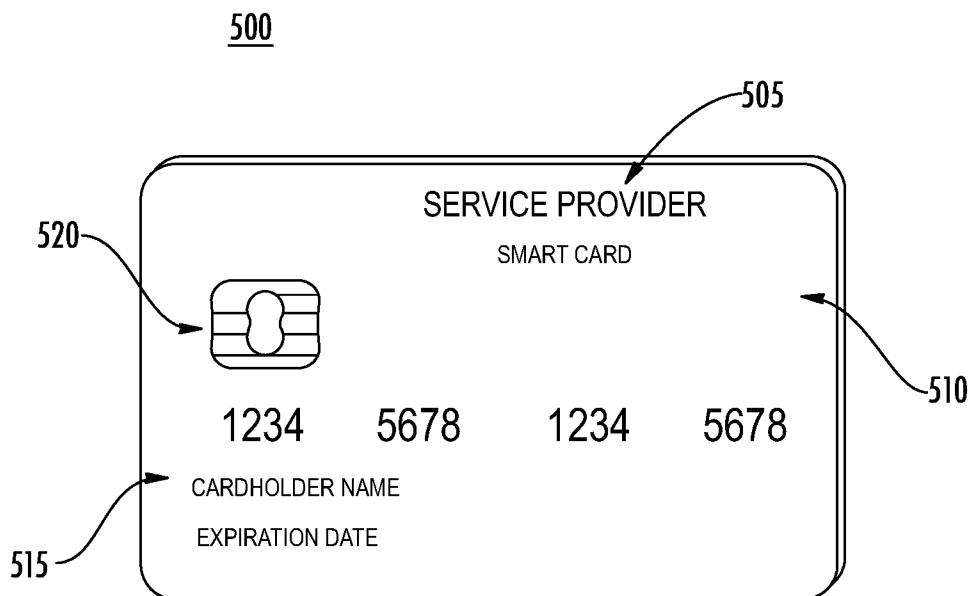 500
505
SERVICE PROVIDER
520
SMART CARD
510
1234 5678 1234 5678
CARDHOLDER NAME
EXPIRATION DATE
515